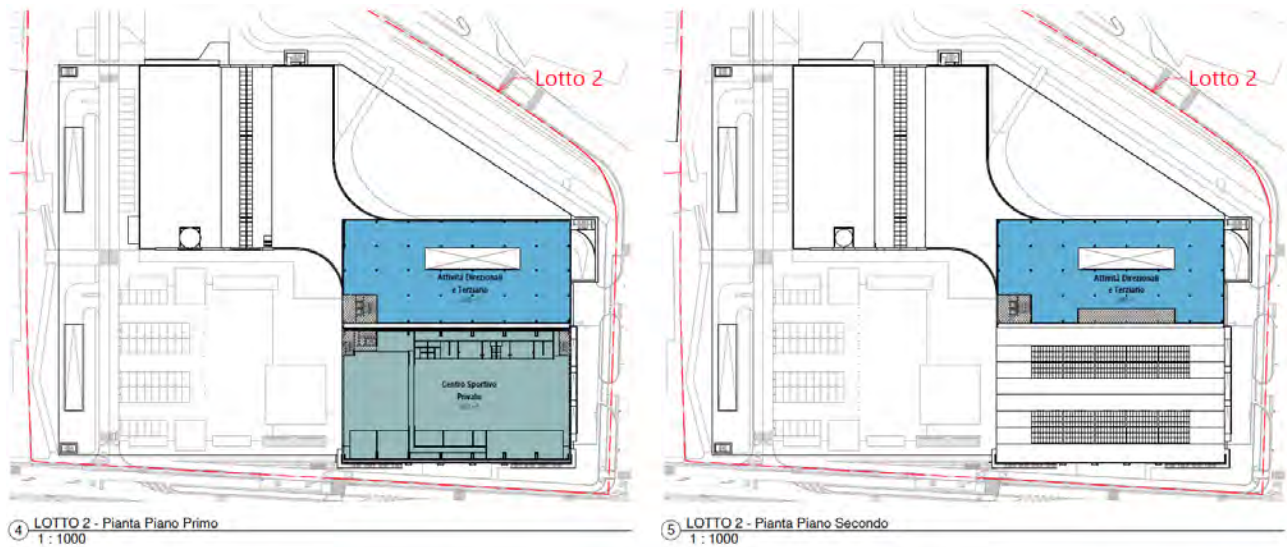 Lotto 2
Attività Direzionali
e Terziario
Centro Sportivo
Privato
4 LOTTO 2 - Pianta Piano Primo
1 : 1000
Lotto 2
Attività Direzionali
e Terziario
5 LOTTO 2 - Pianta Piano Secondo
1 : 1000